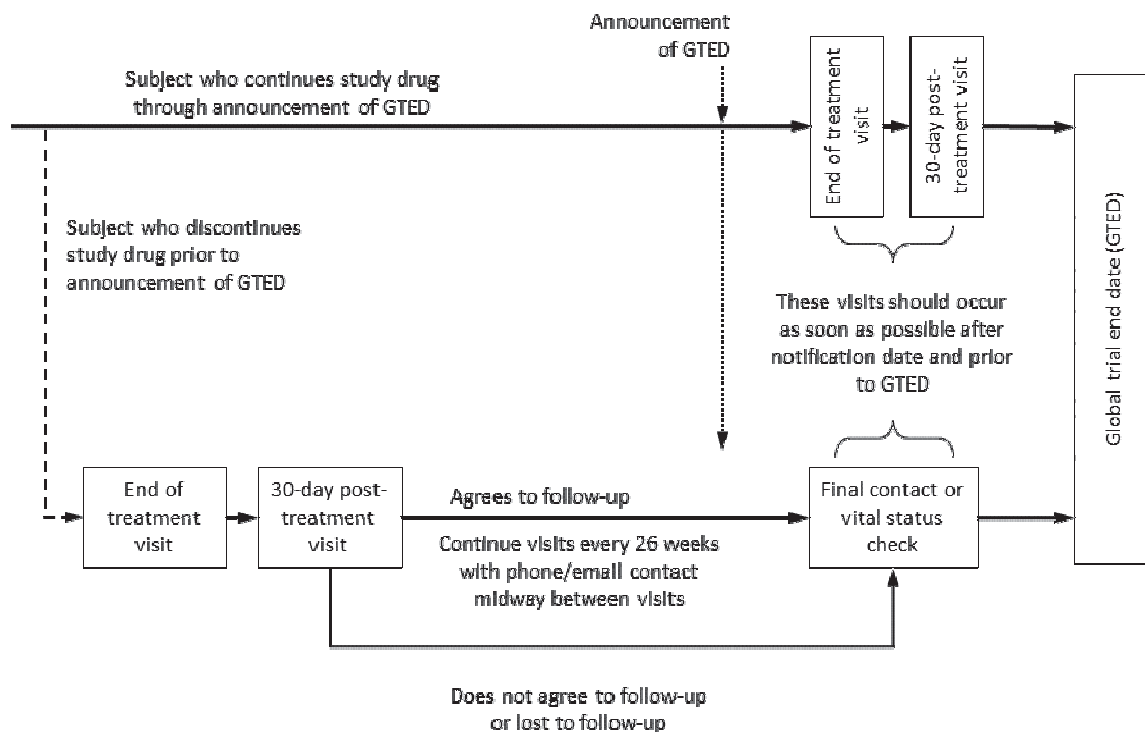 Announcement
of GTED
Subject who continues study drug
through announcement of GTED
End of treatment
visit
30-day post-
treatment visit
Subject who discontinues
study drug prior to
announcement of GTED
These visits should occur
as soon as possible after
notification date and prior
to GTED
Global trial end date (GTED)
End of
treatment
visit
30-day post-
treatment
visit
Agrees to follow-up
Continue visits every 26 weeks
with phone/email contact
midway between visits
Final contact or
vital status
check
Does not agree to follow-up
or lost to follow-up